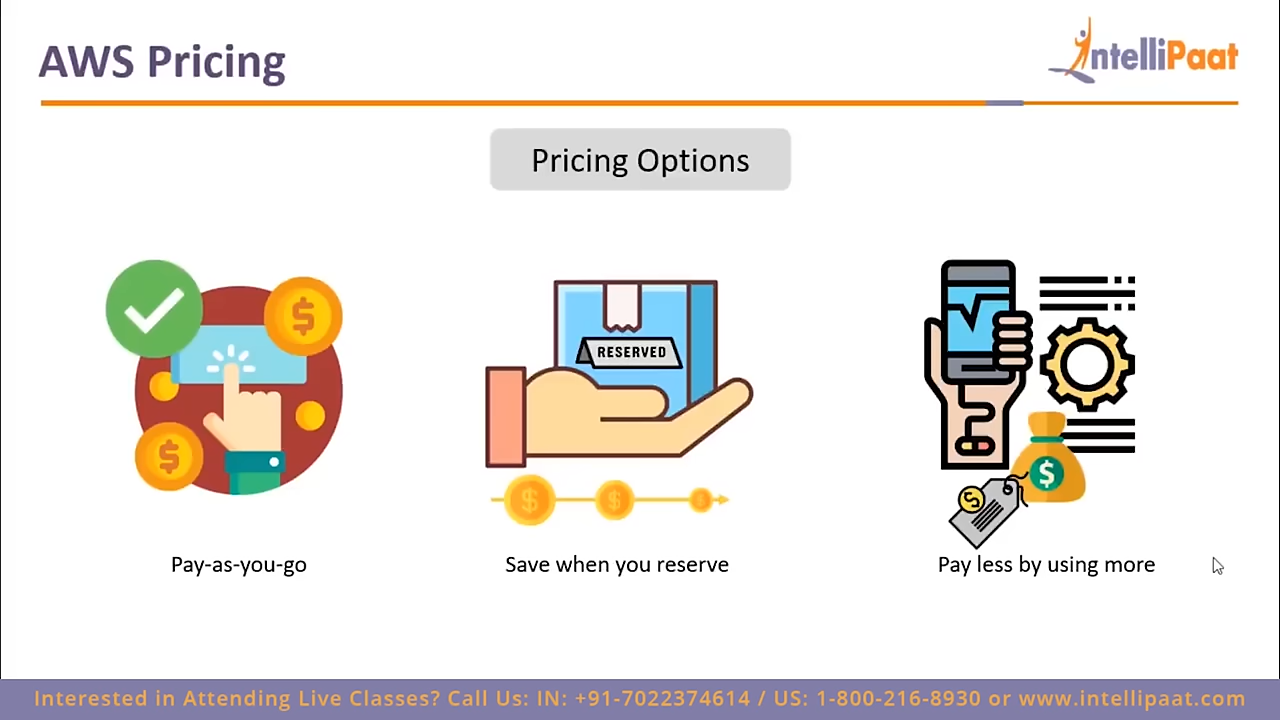 AWS Pricing
IntelliPaat
Pricing Options
RESERVED
Pay-as-you-go
Save when you reserve
Pay less by using more
Interested in Attending Live Classes? Call Us: IN: +91-7022374614 / US: 1-800-216-8930 or www.intellipaat.com